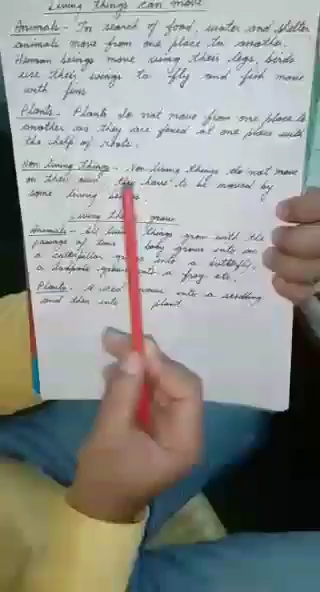 Living things can move
Animals - In search of food, water and shelter
animals move from one place to another.
Human beings move using their legs, birds
use their wings to fly and fish move
with fins
Plants - Plants do not move from one place to
another as they are fixed at one place with
the help of roots.
Non living things - Non living things do not move
on their own they have to be moved by
some living
living things grow
Animals - All living things grow with the
passage of time baby grows into an
a caterpillar grows into a butterfly,
a tadpole grows into a frog etc.
Plants - A seed grows into a seedling
and then into plant